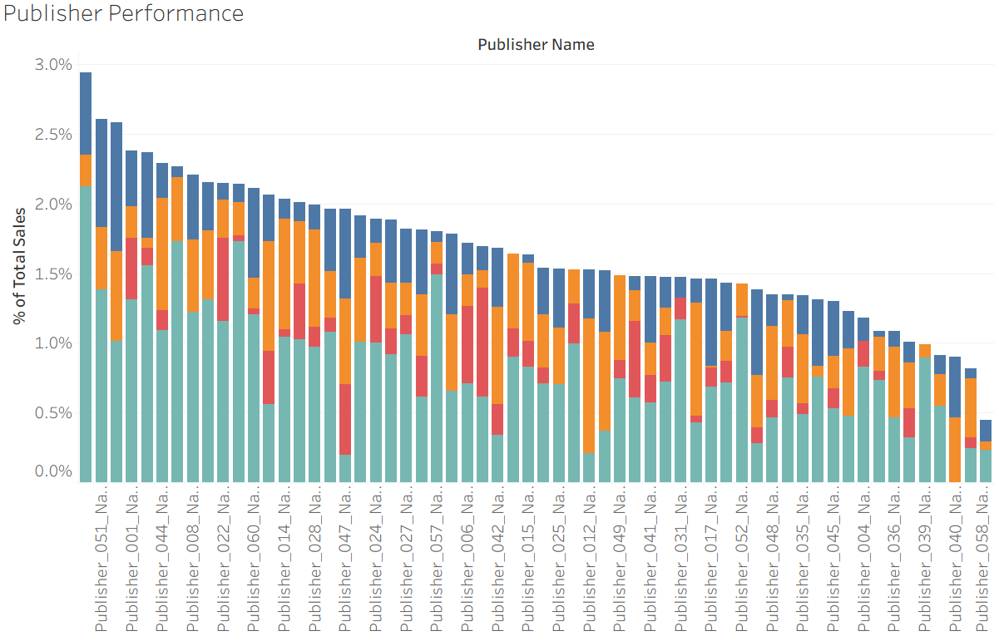 Publisher Performance
Publisher Name
3.0%
2.5%
2.0%
1.5%
1.0%
0.5%
0.0%
% of Total Sales
Publisher_051_Na..
Publisher_001_Na..
Publisher_044_Na..
Publisher_008_Na..
Publisher_022_Na..
Publisher_060_Na..
Publisher_014_Na..
Publisher_028_Na..
Publisher_047_Na..
Publisher_024_Na..
Publisher_027_Na..
Publisher_057_Na..
Publisher_006_Na..
Publisher_042_Na..
Publisher_015_Na..
Publisher_025_Na..
Publisher_012_Na..
Publisher_049_Na..
Publisher_041_Na..
Publisher_031_Na..
Publisher_017_Na..
Publisher_052_Na..
Publisher_048_Na..
Publisher_035_Na..
Publisher_045_Na..
Publisher_004_Na..
Publisher_036_Na..
Publisher_039_Na..
Publisher_040_Na..
Publisher_058_Na..